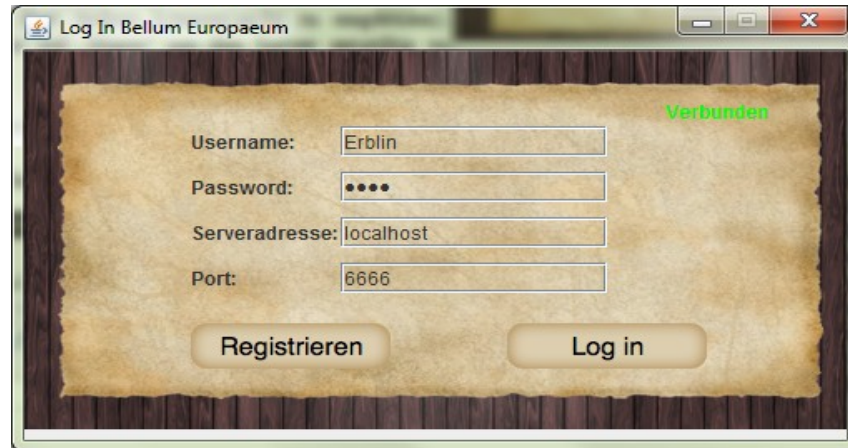 Log In Bellum Europaeum
Verbunden
Username: Erblin
Password: ••••
Serveradresse: localhost
Port: 6666
Registrieren Log in